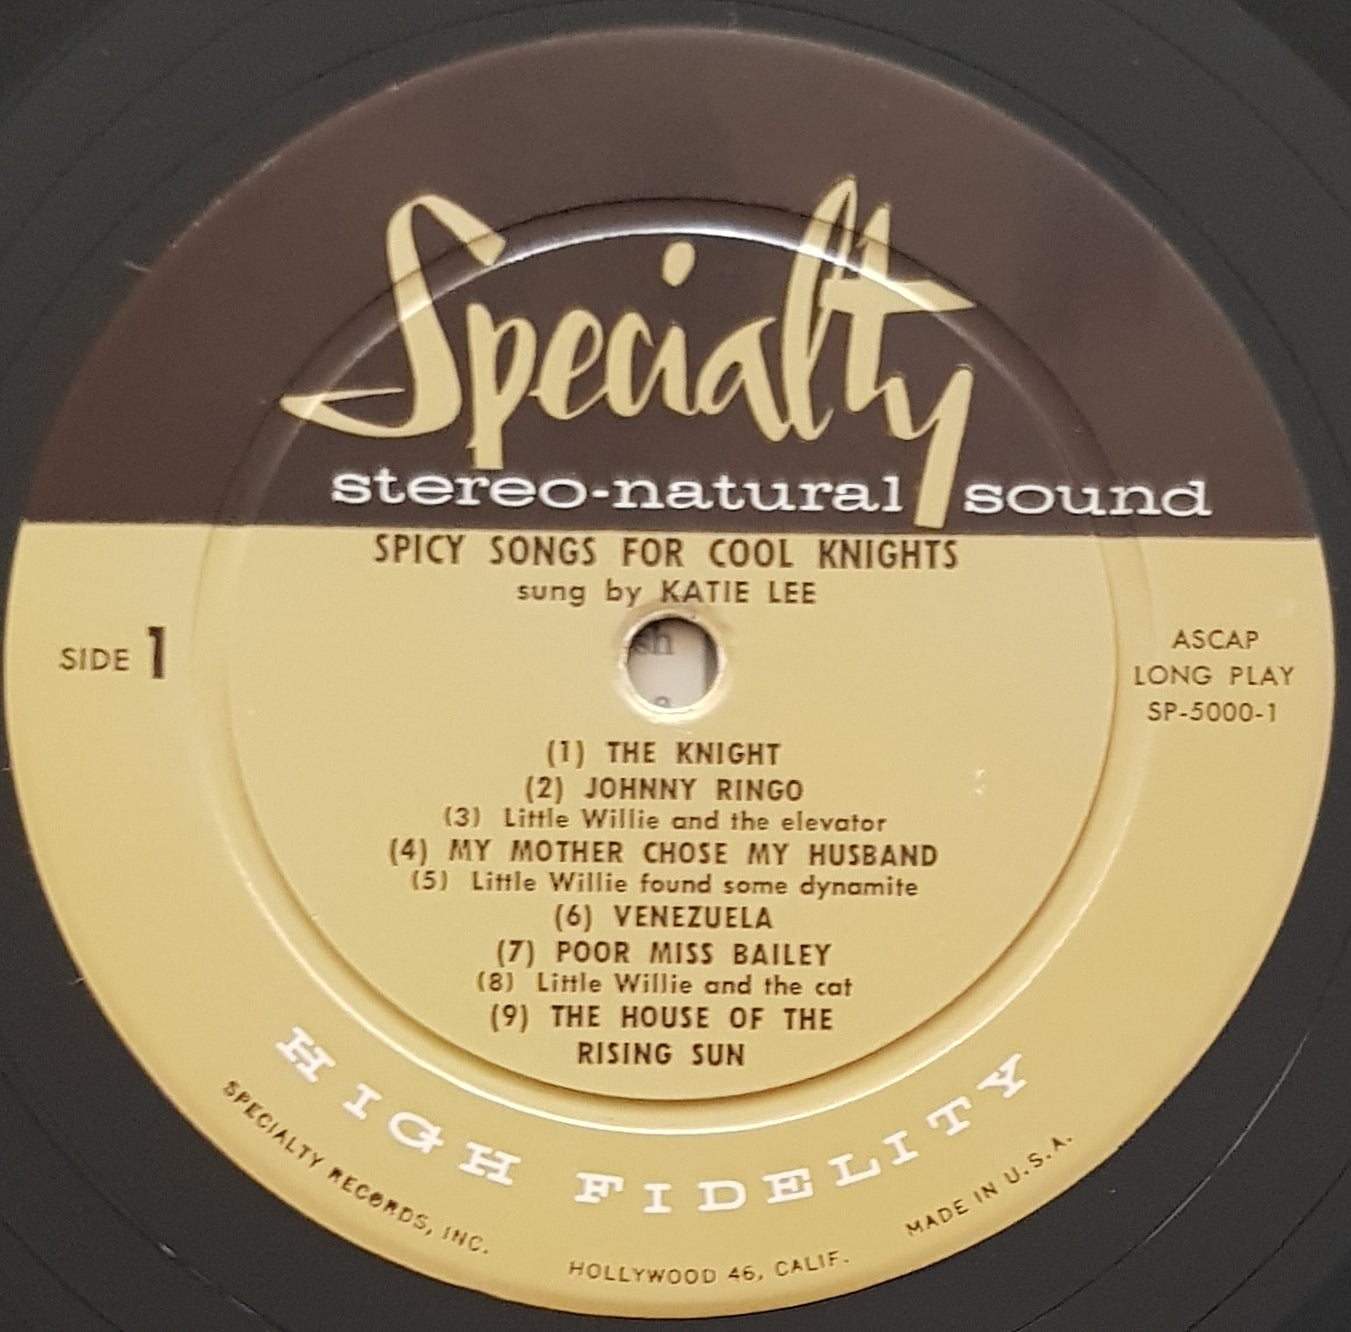 Specialty
stereo-natural sound
SPICY SONGS FOR COOL KNIGHTS
sung by KATIE LEE
SIDE 1
ASCAP
LONG PLAY
SP-5000-1
(1) THE KNIGHT
(2) JOHNNY RINGO
(3) Little Willie and the elevator
(4) MY MOTHER CHOSE MY HUSBAND
(5) Little Willie found some dynamite
(6) VENEZUELA
(7) POOR MISS BAILEY
(8) Little Willie and the cat
(9) THE HOUSE OF THE
RISING SUN
HIGH FIDELITY
SPECIALTY RECORDS, INC.
HOLLYWOOD 46, CALIF.
MADE IN U.S.A.